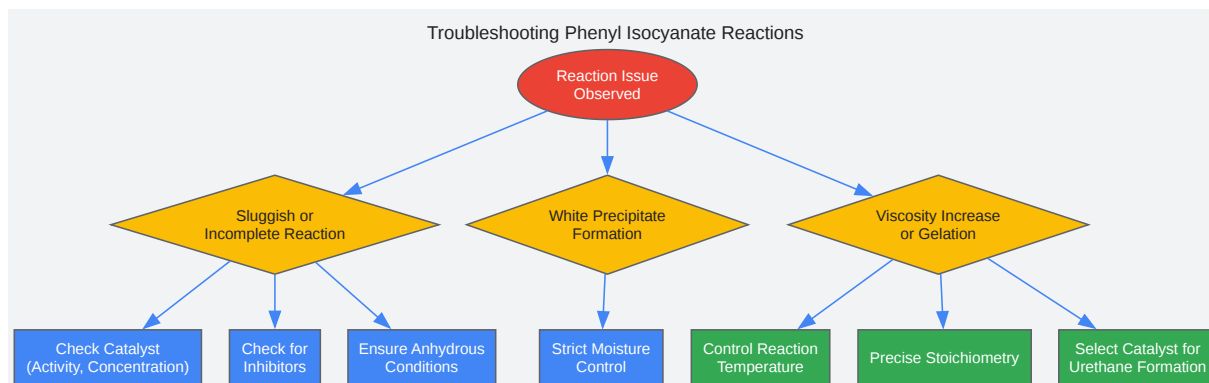 Troubleshooting Phenyl Isocyanate Reactions
Reaction Issue
Observed
Sluggish or
Incomplete Reaction
White Precipitate
Formation
Viscosity Increase
or Gelation
Check Catalyst
(Activity, Concentration)
Check for
Inhibitors
Ensure Anhydrous
Conditions
Strict Moisture
Control
Control Reaction
Temperature
Precise Stoichiometry
Select Catalyst for
Urethane Formation